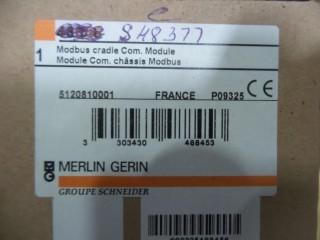 C
S48377
1 Modbus cradle Com. Module
Module Com. châssis Modbus
5120810001 FRANCE P09325 CE
3 303430 488453
MERLIN GERIN
GROUPE SCHNEIDER